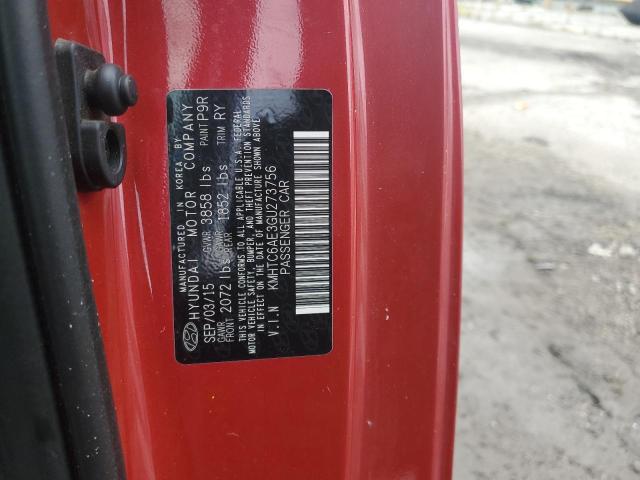 MANUFACTURED IN KOREA BY
HYUNDAI MOTOR COMPANY
SEP/03/15 GVWR 3858 lbs PAINT P9R
GAWR FRONT 2072 lbs GAWR REAR 1852 lbs TRIM RY
THIS VEHICLE CONFORMS TO ALL APPLICABLE U.S.A. FEDERAL
MOTOR VEHICLE SAFETY, BUMPER, AND THEFT PREVENTION STANDARDS
IN EFFECT ON THE DATE OF MANUFACTURE SHOWN ABOVE.
V.I.N KMHTC6AE3GU273756
PASSENGER CAR